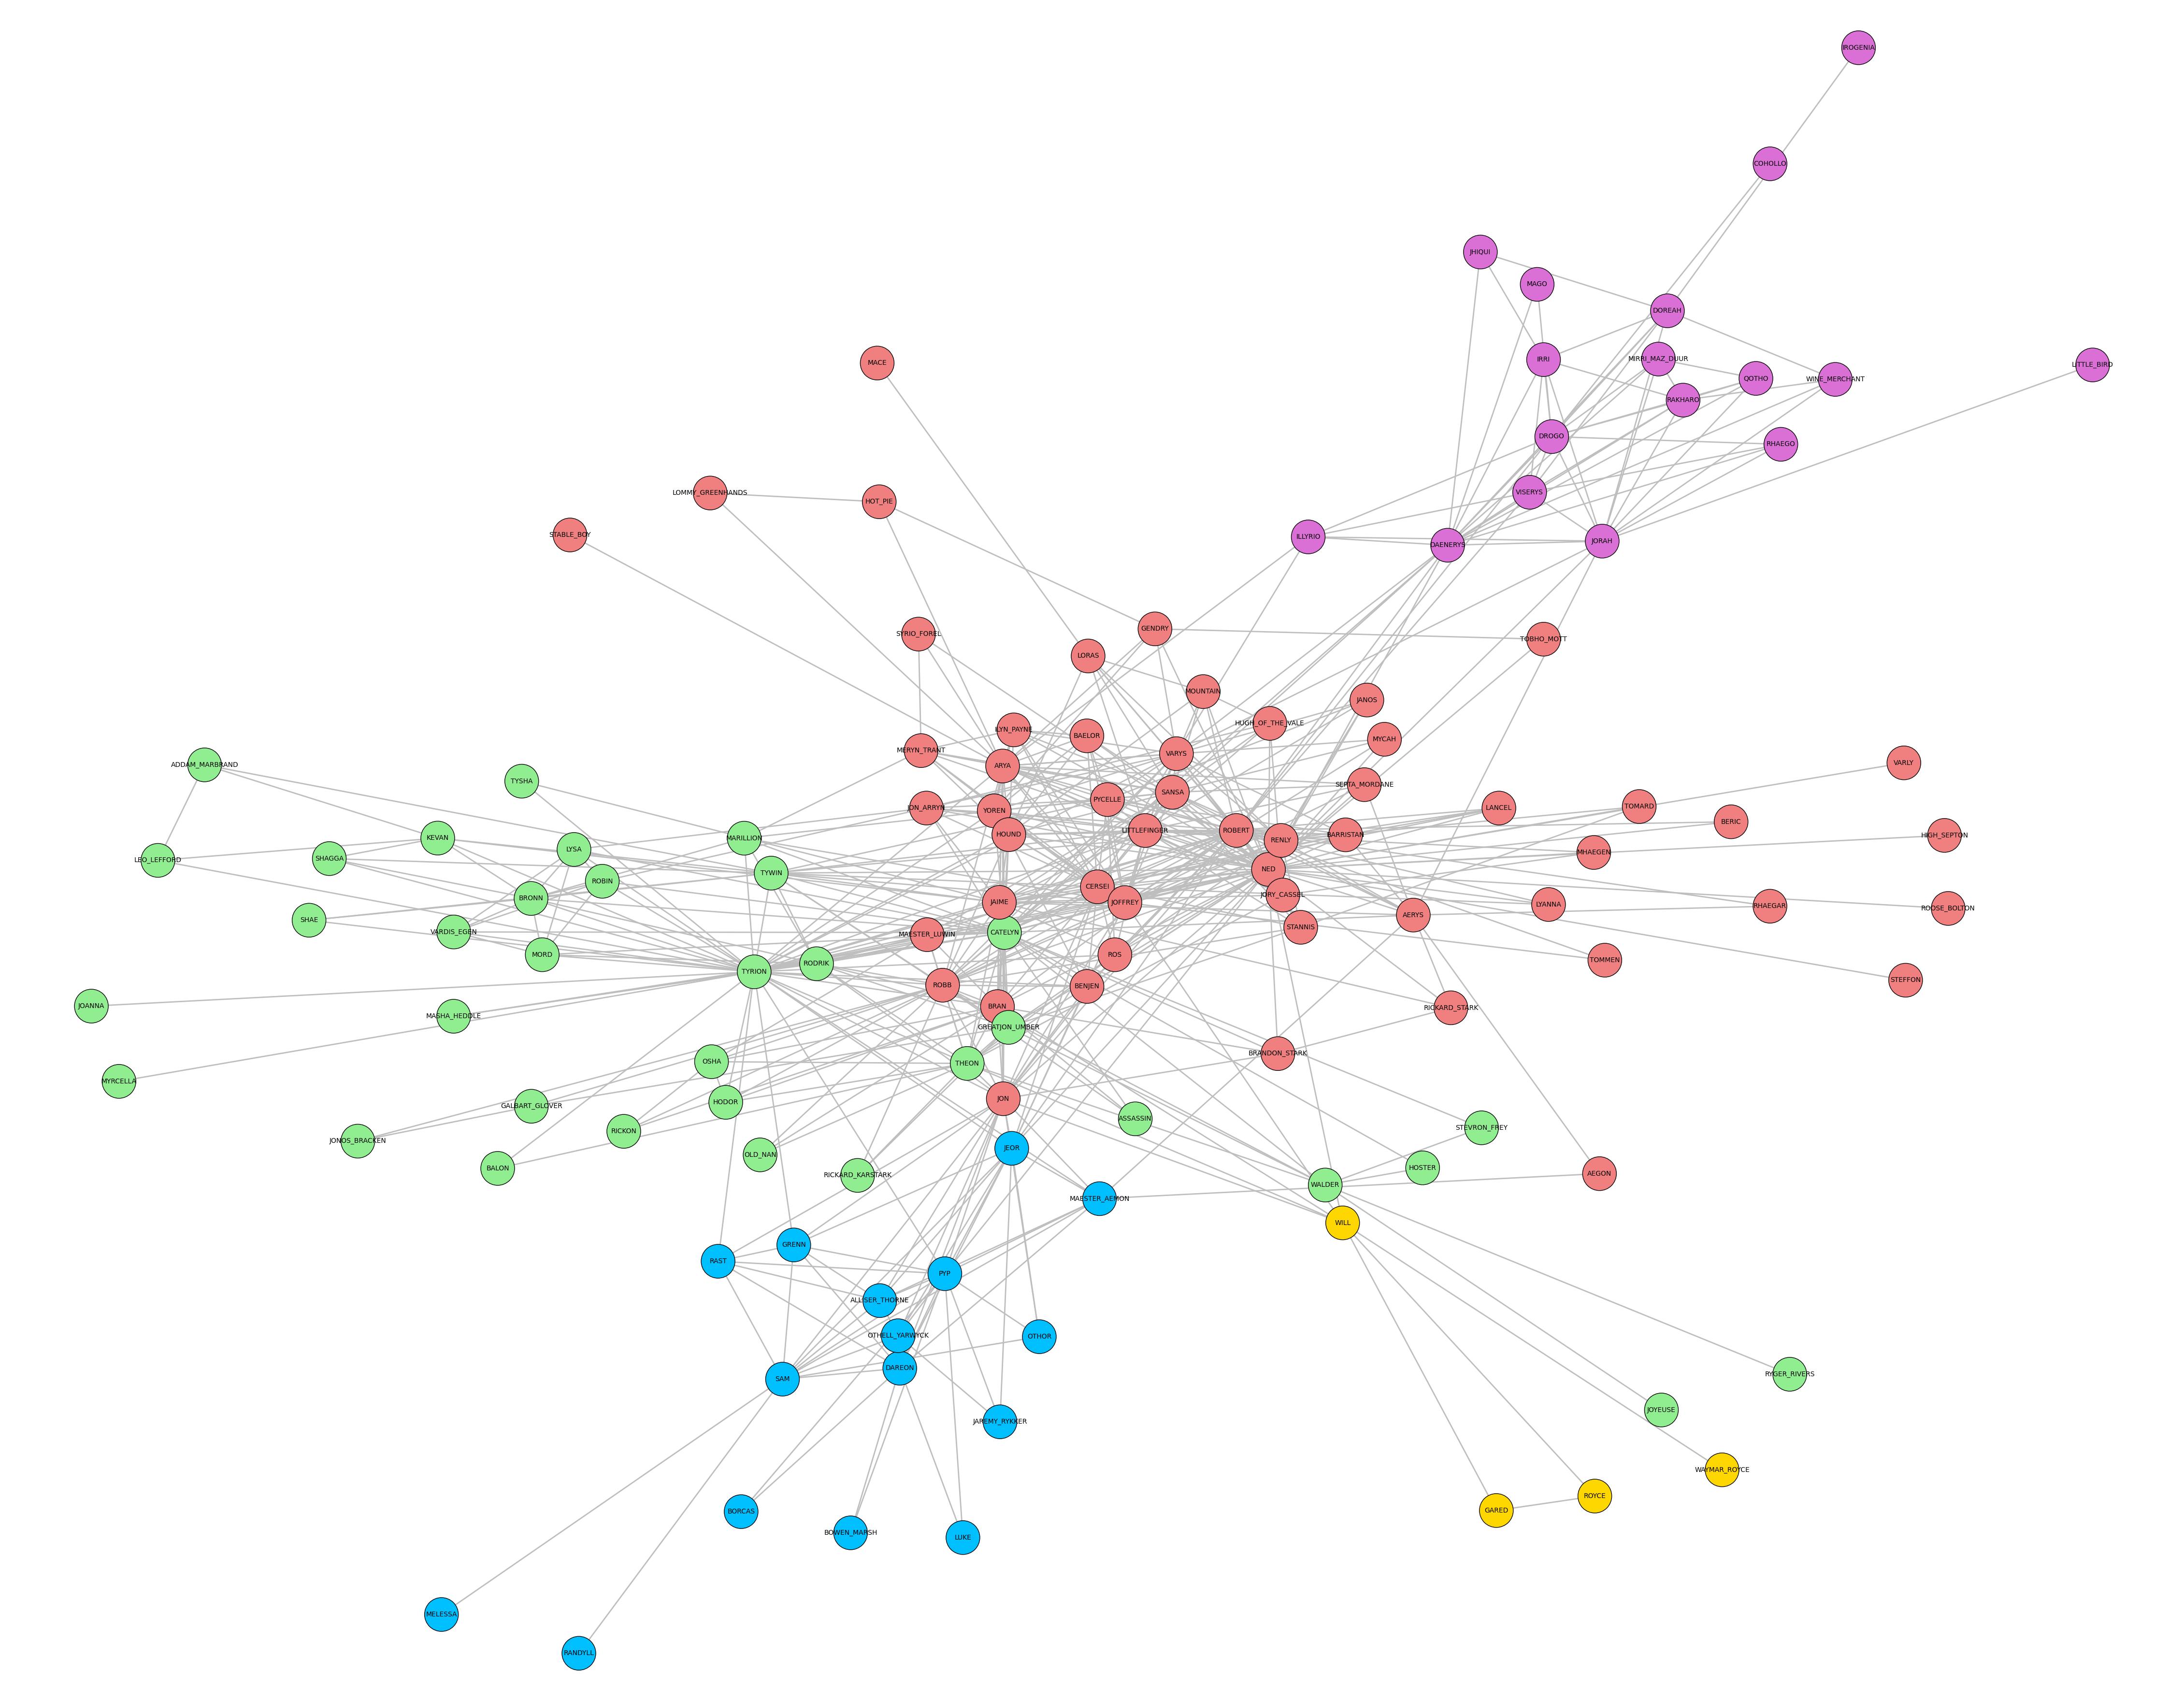 IROGENIA
COHOLLO
JHIQUI
MAGO
DOREAH
IRRI
MIRRI_MAZ_DUUR
MACE
LITTLE_BIRD
QOTHO
WINE_MERCHANT
RAKHARO
DROGO
RHAEGO
LOMMY_GREENHANDS
VISERYS
HOT_PIE
STABLE_BOY
ILLYRIO
JORAH
DAENERYS
GENDRY
SYRIO_FOREL
TOBHO_MOTT
LORAS
MOUNTAIN
JANOS
HUGH_OF_THE_VALE
ILYN_PAYNE
BAELOR
MYCAH
MERYN_TRANT
VARYS
VARLY
ADDAM_MARBRAND
ARYA
TYSHA
SEPTA_MORDANE
SANSA
PYCELLE
JON_ARRYN
LANCEL
TOMARD
YOREN
BERIC
HOUND
LITTLEFINGER
ROBERT
BARRISTAN
HIGH_SEPTON
KEVAN
MARILLION
RENLY
LYSA
MHAEGEN
SHAGGA
LEO_LEFFORD
NED
TYWIN
ROBIN
CERSEI
JORY_CASSEL
BRONN
JAIME
JOFFREY
LYANNA
RHAEGAR
ROOSE_BOLTON
AERYS
SHAE
STANNIS
VARDIS_EGEN
CATELYN
MAESTER_LUWIN
MORD
ROS
TOMMEN
RODRIK
TYRION
STEFFON
ROBB
BENJEN
JOANNA
BRAN
RICKARD_STARK
MASHA_HEDDLE
GREATJON_UMBER
BRANDON_STARK
OSHA
THEON
MYRCELLA
JON
HODOR
GALBART_GLOVER
ASSASSIN
STEVRON_FREY
RICKON
JONOS_BRACKEN
JEOR
OLD_NAN
HOSTER
BALON
AEGON
RICKARD_KARSTARK
WALDER
MAESTER_AEMON
WILL
GRENN
RAST
PYP
ALLISER_THORNE
OTHELL_YARWYCK
OTHOR
DAREON
RYGER_RIVERS
SAM
JOYEUSE
JAREMY_RYKKER
WAYMAR_ROYCE
ROYCE
GARED
BORCAS
BOWEN_MARSH
LUKE
MELESSA
RANDYLL